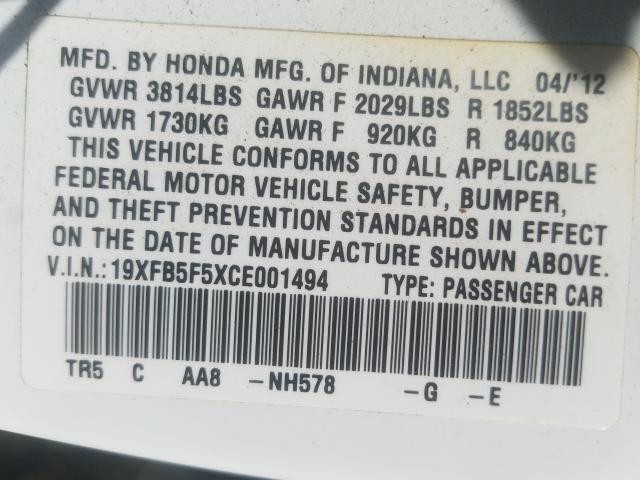 MFD. BY HONDA MFG. OF INDIANA, LLC 04/'12
GVWR 3814LBS GAWR F 2029LBS R 1852LBS
GVWR 1730KG GAWR F 920KG R 840KG
THIS VEHICLE CONFORMS TO ALL APPLICABLE
FEDERAL MOTOR VEHICLE SAFETY, BUMPER,
AND THEFT PREVENTION STANDARDS IN EFFECT
ON THE DATE OF MANUFACTURE SHOWN ABOVE.
V.I.N.: 19XFB5F5XCE001494 TYPE: PASSENGER CAR
TR5 C AA8 -NH578 -G -E